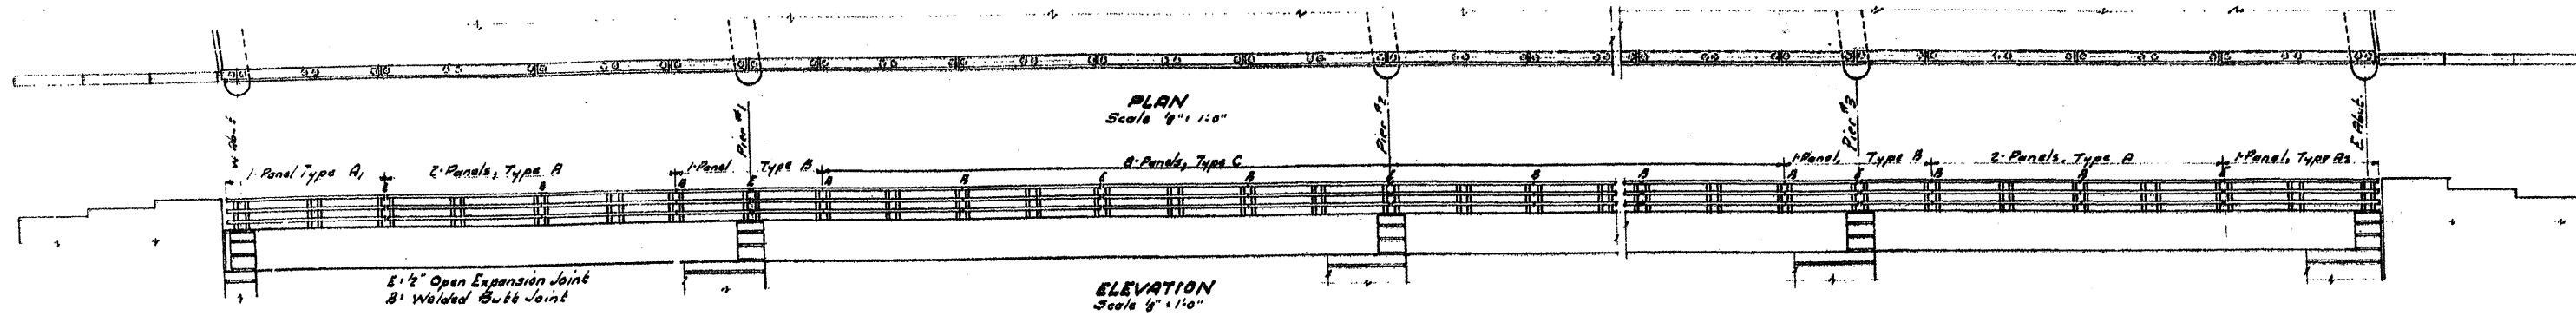 PLAN
Scale 1/8" = 1'-0"
W. Abut.
Pier #1
Pier #2
Pier #3
E. Abut.
1-Panel Type A1
2-Panels, Type A
1-Panel Type B
8-Panels, Type C
1-Panel, Type B
2-Panels, Type A
1-Panel, Type A2
E B B E B B E B E B B B E B B E
E = 1/2" Open Expansion Joint
B = Welded Butt Joint
ELEVATION
Scale 1/8" = 1'-0"